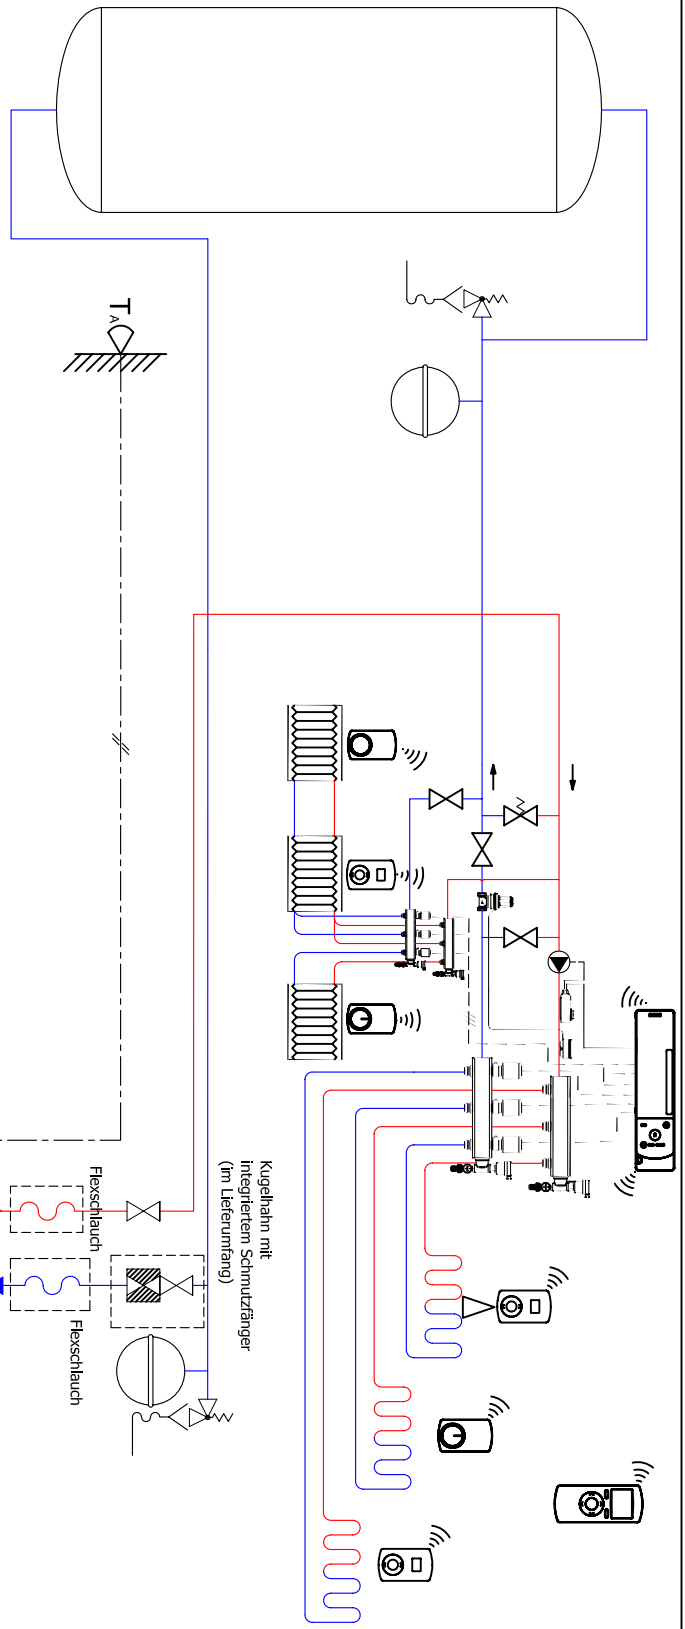 T A
Kugelhahn mit
integriertem Schmutzfänger
(im Lieferumfang)
Flexschlauch
Flexschlauch